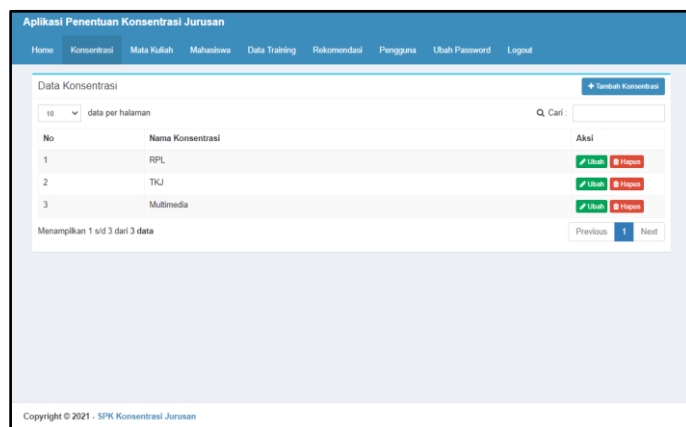 Aplikasi Penentuan Konsentrasi Jurusan
Home Konsentrasi Mata Kuliah Mahasiswa Data Training Rekomendasi Pengguna Ubah Password Logout
Data Konsentrasi
Tambah Konsentrasi
10 data per halaman
Cari :
No Nama Konsentrasi Aksi
1 RPL Ubah Hapus
2 TKJ Ubah Hapus
3 Multimedia Ubah Hapus
Menampilkan 1 s/d 3 dari 3 data
Previous 1 Next
Copyright © 2021 - SPK Konsentrasi Jurusan